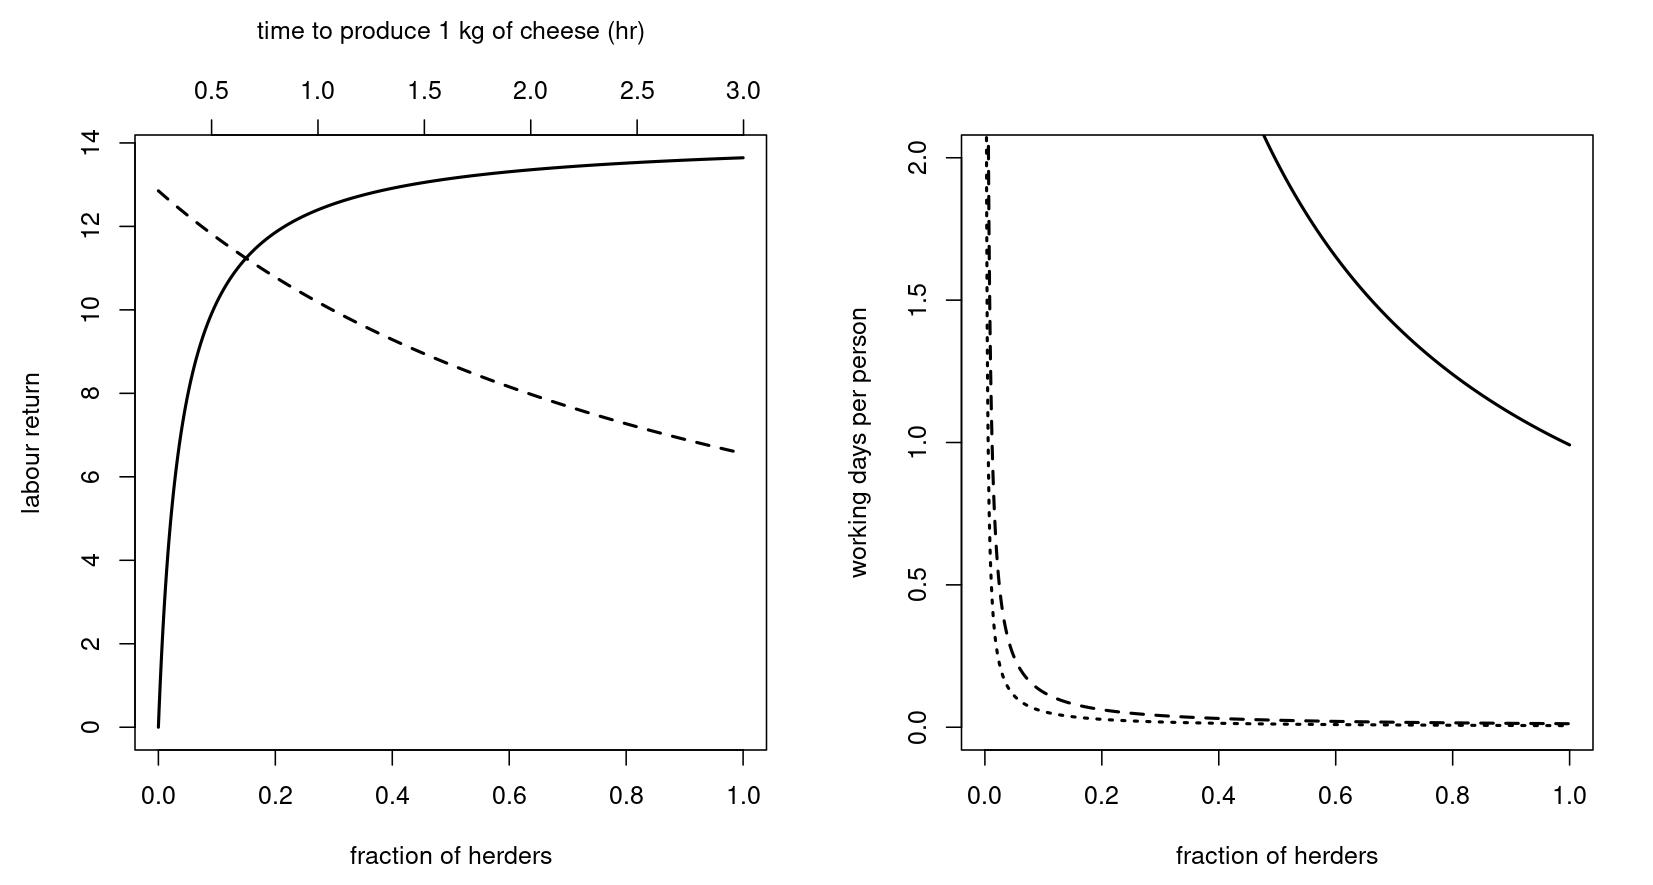 time to produce 1 kg of cheese (hr)
0.5 1.0 1.5 2.0 2.5 3.0
labour return
14
12
10
8
6
4
2
0
0.0 0.2 0.4 0.6 0.8 1.0
fraction of herders
working days per person
2.0
1.5
1.0
0.5
0.0
0.0 0.2 0.4 0.6 0.8 1.0
fraction of herders